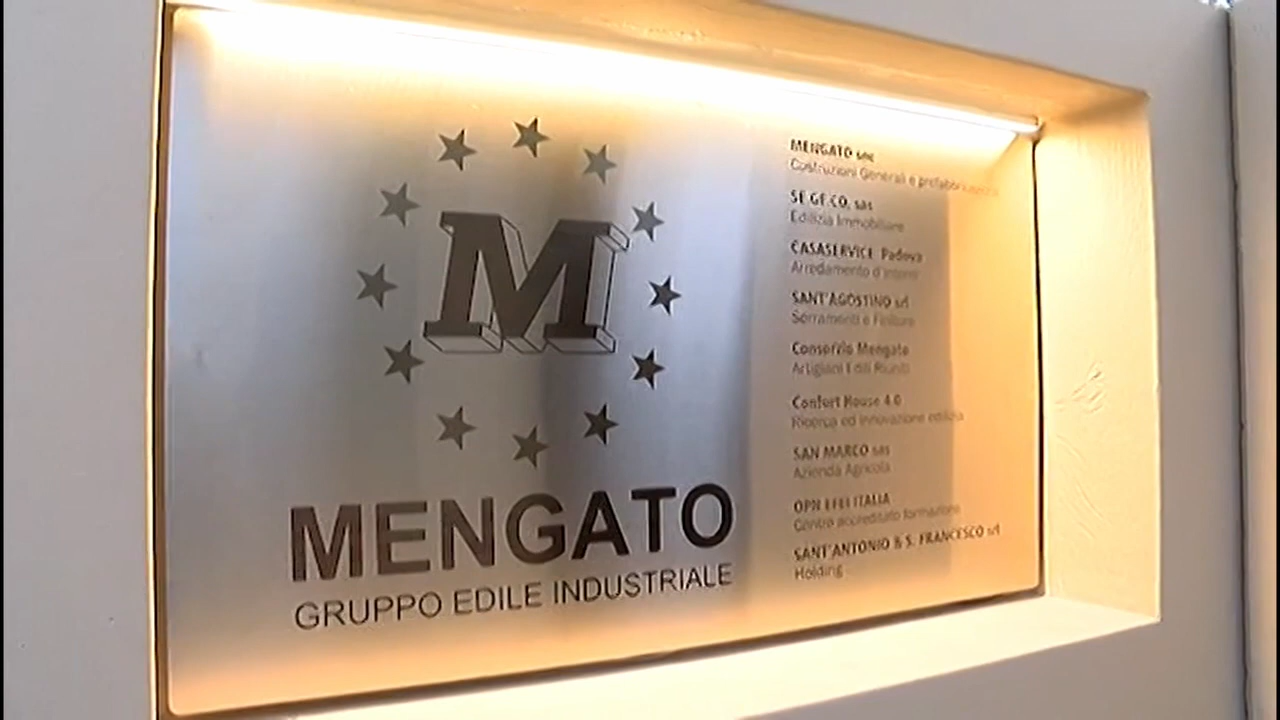 M
MENGATO
GRUPPO EDILE INDUSTRIALE
MENGATO snc
Costruzioni Generali e prefabbricazione
SE.GE.CO. sas
Edilizia Immobiliare
CASASERVICE Padova
Arredamento d'interni
SANT'AGOSTINO srl
Serramenti e Finiture
Consorzio Mengato
Artigiani Edili Riuniti
Confort House 4.0
Ricerca ed innovazione edilizia
SAN MARCO sas
Azienda Agricola
OPN ITALIA
Centro accreditato formazione
SANT'ANTONIO & S. FRANCESCO srl
Holding